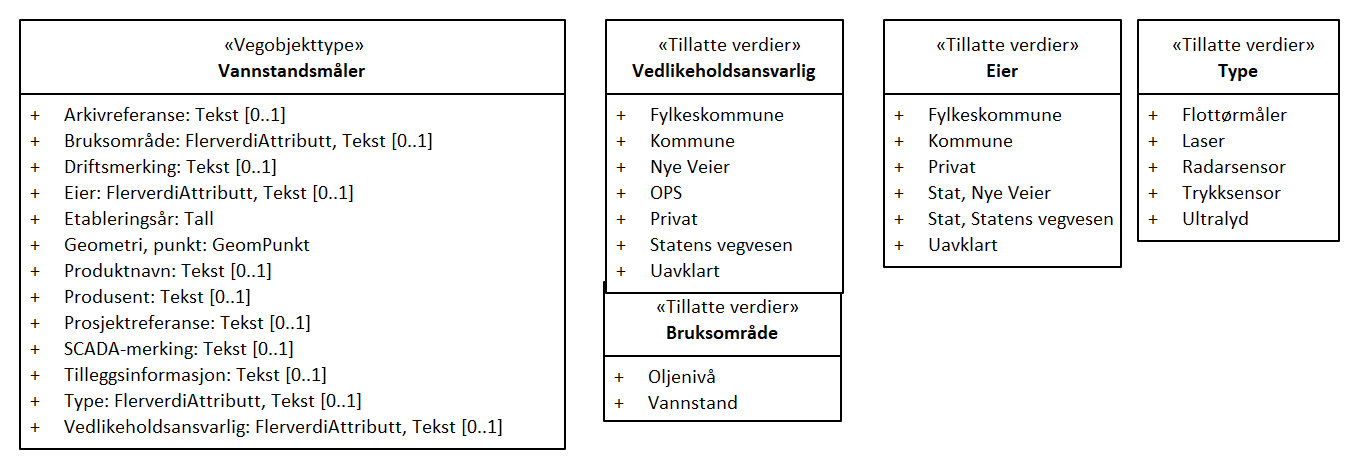 «Vegobjekttype»
Vannstandsmåler
+ Arkivreferanse: Tekst [0..1]
+ Bruksområde: FlerverdiAttributt, Tekst [0..1]
+ Driftsmerking: Tekst [0..1]
+ Eier: FlerverdiAttributt, Tekst [0..1]
+ Etableringsår: Tall
+ Geometri, punkt: GeomPunkt
+ Produktnavn: Tekst [0..1]
+ Produsent: Tekst [0..1]
+ Prosjektreferanse: Tekst [0..1]
+ SCADA-merking: Tekst [0..1]
+ Tilleggsinformasjon: Tekst [0..1]
+ Type: FlerverdiAttributt, Tekst [0..1]
+ Vedlikeholdsansvarlig: FlerverdiAttributt, Tekst [0..1]
«Tillatte verdier»
Vedlikeholdsansvarlig
+ Fylkeskommune
+ Kommune
+ Nye Veier
+ OPS
+ Privat
+ Statens vegvesen
+ Uavklart
«Tillatte verdier»
Bruksområde
+ Oljenivå
+ Vannstand
«Tillatte verdier»
Eier
+ Fylkeskommune
+ Kommune
+ Privat
+ Stat, Nye Veier
+ Stat, Statens vegvesen
+ Uavklart
«Tillatte verdier»
Type
+ Flottørmåler
+ Laser
+ Radarsensor
+ Trykksensor
+ Ultralyd